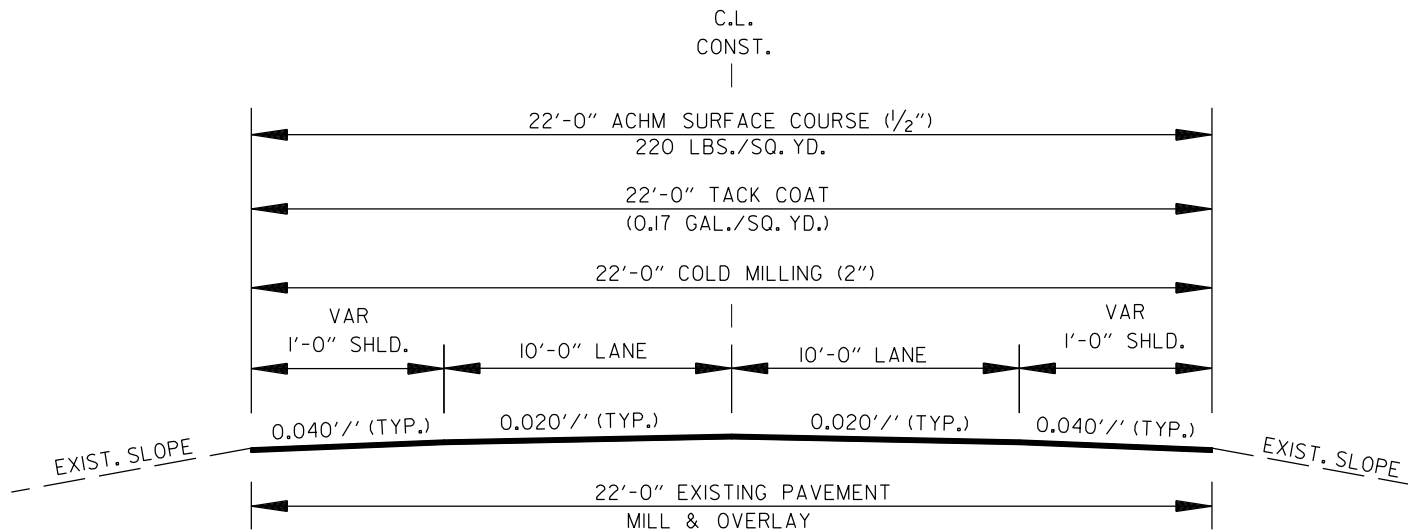 C.L.
CONST.
22'-0" ACHM SURFACE COURSE (1/2")
220 LBS./SQ. YD.
22'-0" TACK COAT
(0.17 GAL./SQ. YD.)
22'-0" COLD MILLING (2")
VAR
1'-0" SHLD.
10'-0" LANE
10'-0" LANE
VAR
1'-0" SHLD.
EXIST. SLOPE
0.040'/' (TYP.)
0.020'/' (TYP.)
0.020'/' (TYP.)
0.040'/' (TYP.)
EXIST. SLOPE
22'-0" EXISTING PAVEMENT
MILL & OVERLAY